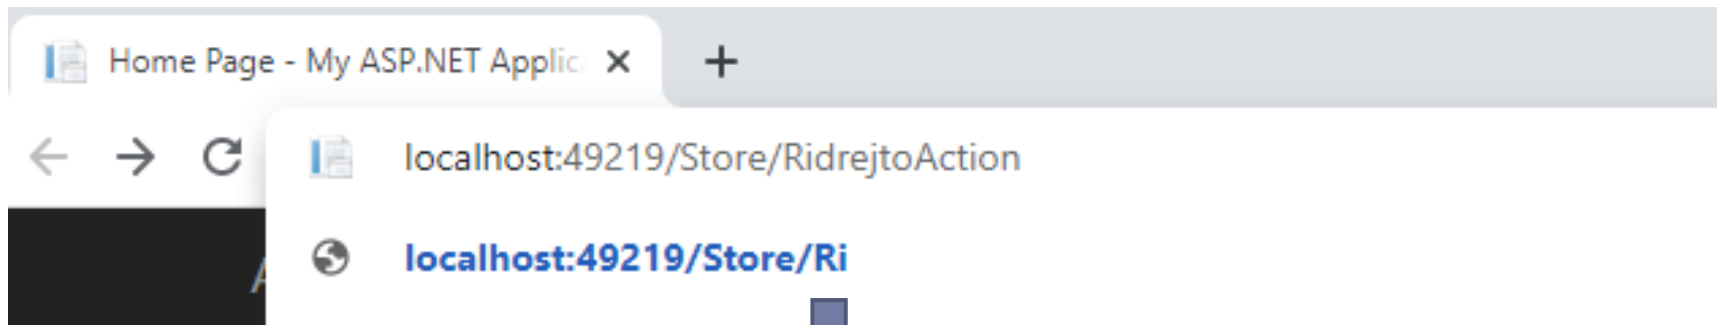 Home Page - My ASP.NET Applic
localhost:49219/Store/RidrejtoAction
localhost:49219/Store/Ri